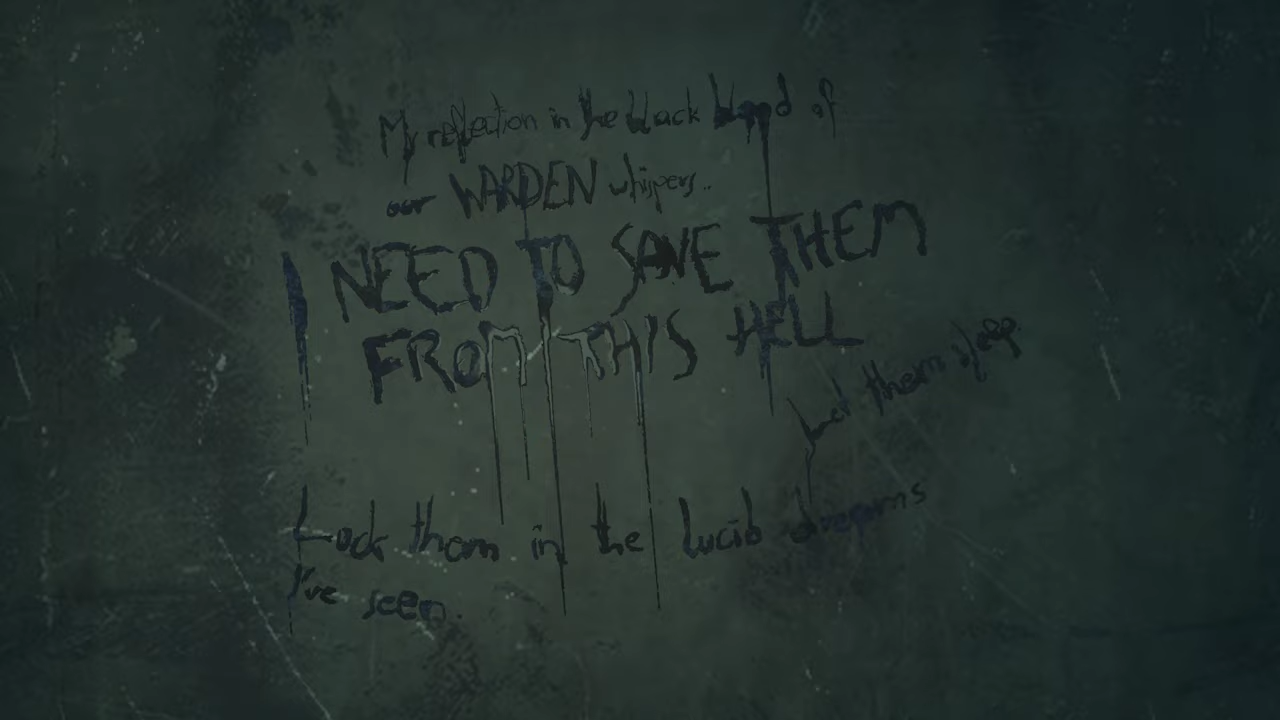 My reflection in the black blood of
our WARDEN whispers..
I NEED TO SAVE THEM
FROM THIS HELL
Let them sleep.
Lock them in the lucid dreams
I've seen.